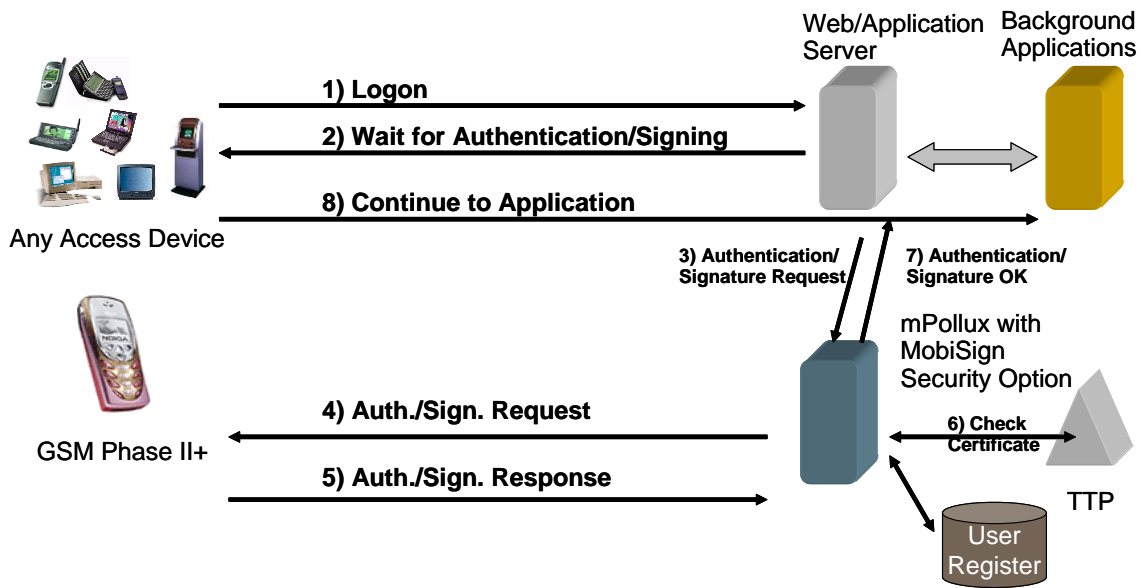 Web/Application
Server
Background
Applications
1) Logon
2) Wait for Authentication/Signing
8) Continue to Application
Any Access Device
3) Authentication/
Signature Request
7) Authentication/
Signature OK
NOKIA
mPollux with
MobiSign
Security Option
4) Auth./Sign. Request
6) Check
Certificate
GSM Phase II+
5) Auth./Sign. Response
TTP
User
Register